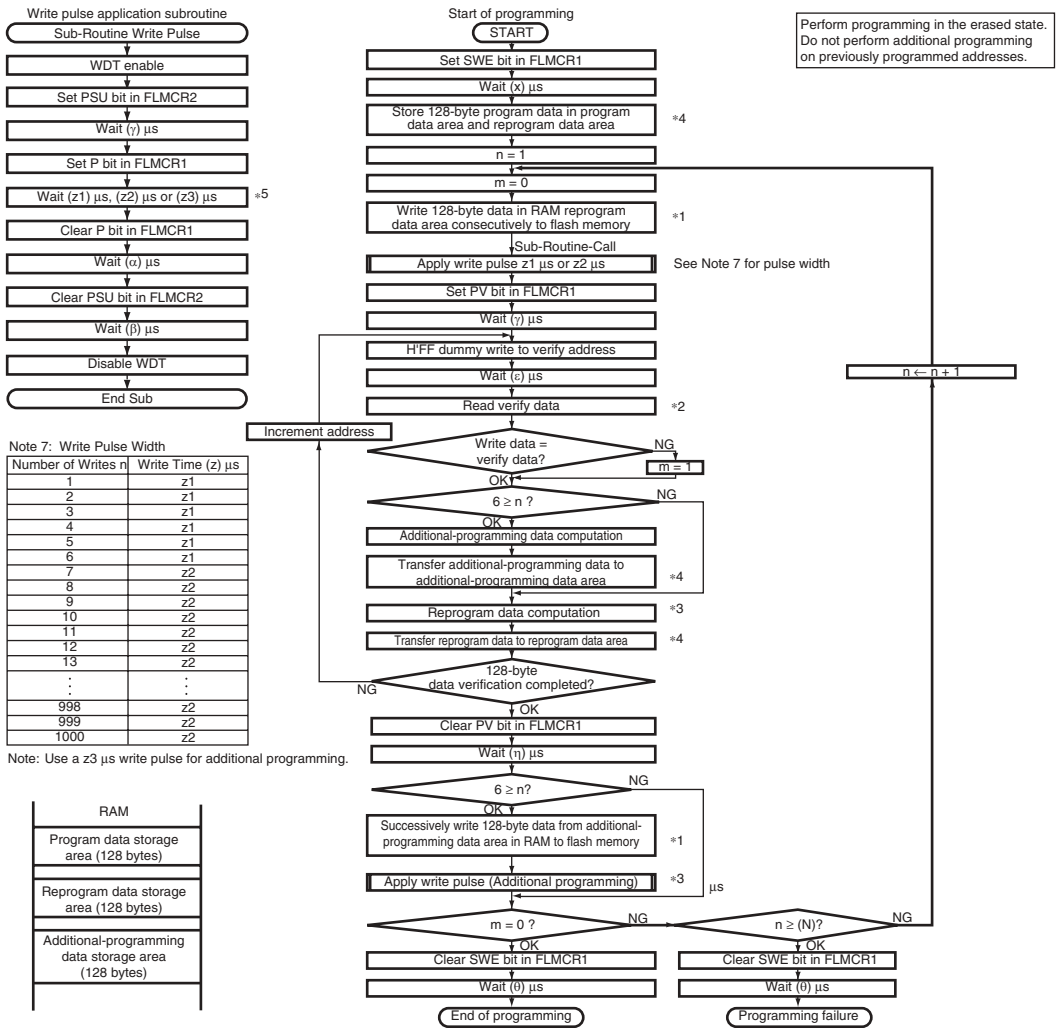 Write pulse application subroutine
Sub-Routine Write Pulse
WDT enable
Set PSU bit in FLMCR2
Wait (γ) µs
Set P bit in FLMCR1
Wait (z1) µs, (z2) µs or (z3) µs
*5
Clear P bit in FLMCR1
Wait (α) µs
Clear PSU bit in FLMCR2
Wait (β) µs
Disable WDT
End Sub
Note 7: Write Pulse Width
Number of Writes n Write Time (z) µs
1 z1
2 z1
3 z1
4 z1
5 z1
6 z1
7 z2
8 z2
9 z2
10 z2
11 z2
12 z2
13 z2
⋮ ⋮
998 z2
999 z2
1000 z2
Note: Use a z3 µs write pulse for additional programming.
RAM
Program data storage
area (128 bytes)
Reprogram data storage
area (128 bytes)
Additional-programming
data storage area
(128 bytes)
Start of programming
START
Set SWE bit in FLMCR1
Wait (x) µs
Store 128-byte program data in program
data area and reprogram data area
*4
n = 1
m = 0
Write 128-byte data in RAM reprogram
data area consecutively to flash memory
*1
Sub-Routine-Call
Apply write pulse z1 µs or z2 µs
See Note 7 for pulse width
Set PV bit in FLMCR1
Wait (γ) µs
H'FF dummy write to verify address
Wait (ε) µs
Read verify data
*2
Increment address
Write data =
verify data?
NG
m = 1
OK
6 ≥ n ?
NG
OK
Additional-programming data computation
Transfer additional-programming data to
additional-programming data area
*4
Reprogram data computation
*3
Transfer reprogram data to reprogram data area
*4
128-byte
data verification completed?
NG
OK
Clear PV bit in FLMCR1
Wait (η) µs
6 ≥ n?
NG
OK
Successively write 128-byte data from additional-
programming data area in RAM to flash memory
*1
Apply write pulse (Additional programming)
*3
µs
m = 0 ?
NG
OK
Clear SWE bit in FLMCR1
Wait (θ) µs
End of programming
n ≥ (N)?
NG
OK
Clear SWE bit in FLMCR1
Wait (θ) µs
Programming failure
n ← n + 1
Perform programming in the erased state.
Do not perform additional programming
on previously programmed addresses.